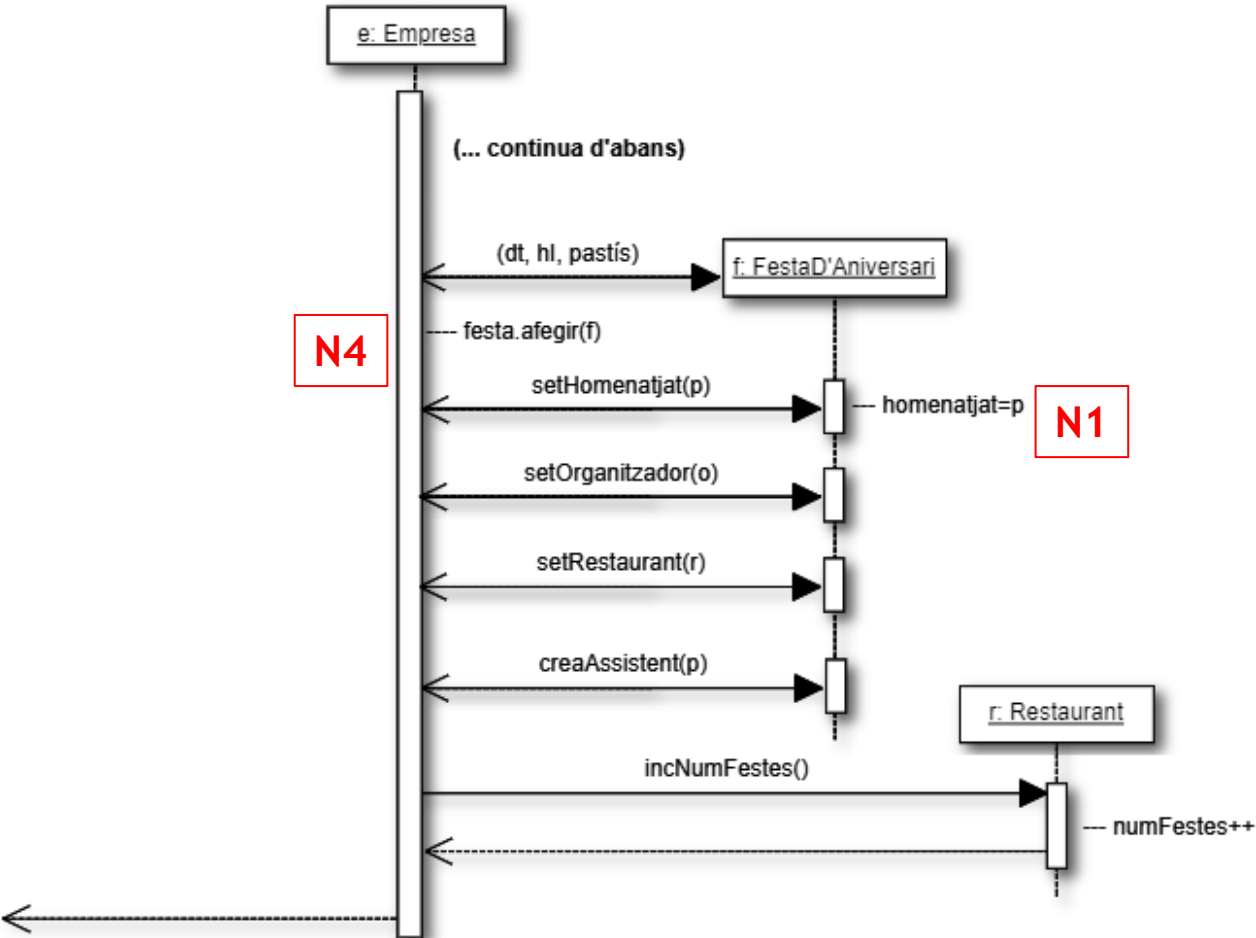 e: Empresa
(... continua d'abans)
(dt, hl, pastís)
f: FestaD'Aniversari
---- festa.afegir(f)
N4
setHomenatjat(p)
--- homenatjat=p
N1
setOrganitzador(o)
setRestaurant(r)
creaAssistent(p)
r: Restaurant
incNumFestes()
--- numFestes++